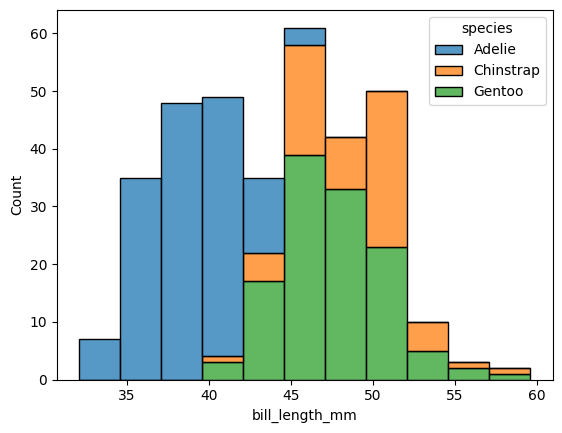 species
Adelie
Chinstrap
Gentoo
Count
60
50
40
30
20
10
0
35
40
45
50
55
60
bill_length_mm